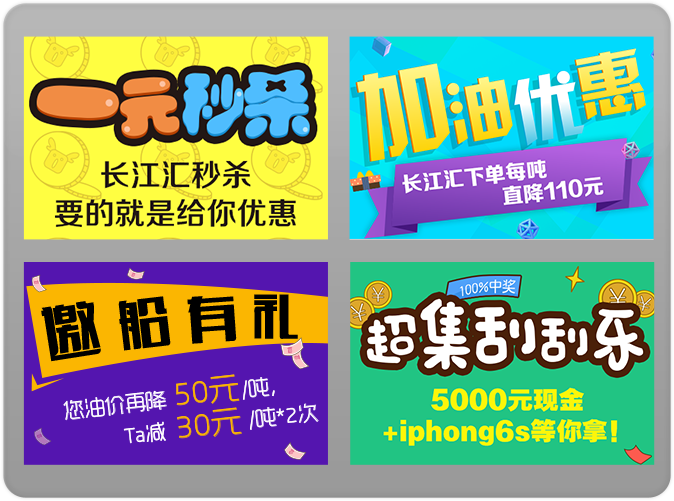 一元秒杀
长江汇秒杀
要的就是给你优惠
加油优惠
长江汇下单每吨
直降110元
邀船有礼
您油价再降 50元/吨,
Ta减 30元/吨*2次
100%中奖
超集刮刮乐
5000元现金
+iphong6s等你拿！